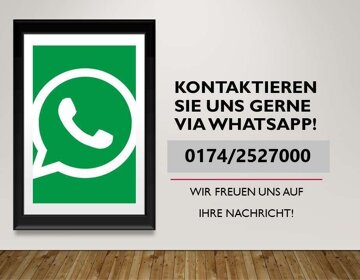 KONTAKTIEREN
SIE UNS GERNE
VIA WHATSAPP!
0174/2527000
WIR FREUEN UNS AUF
IHRE NACHRICHT!